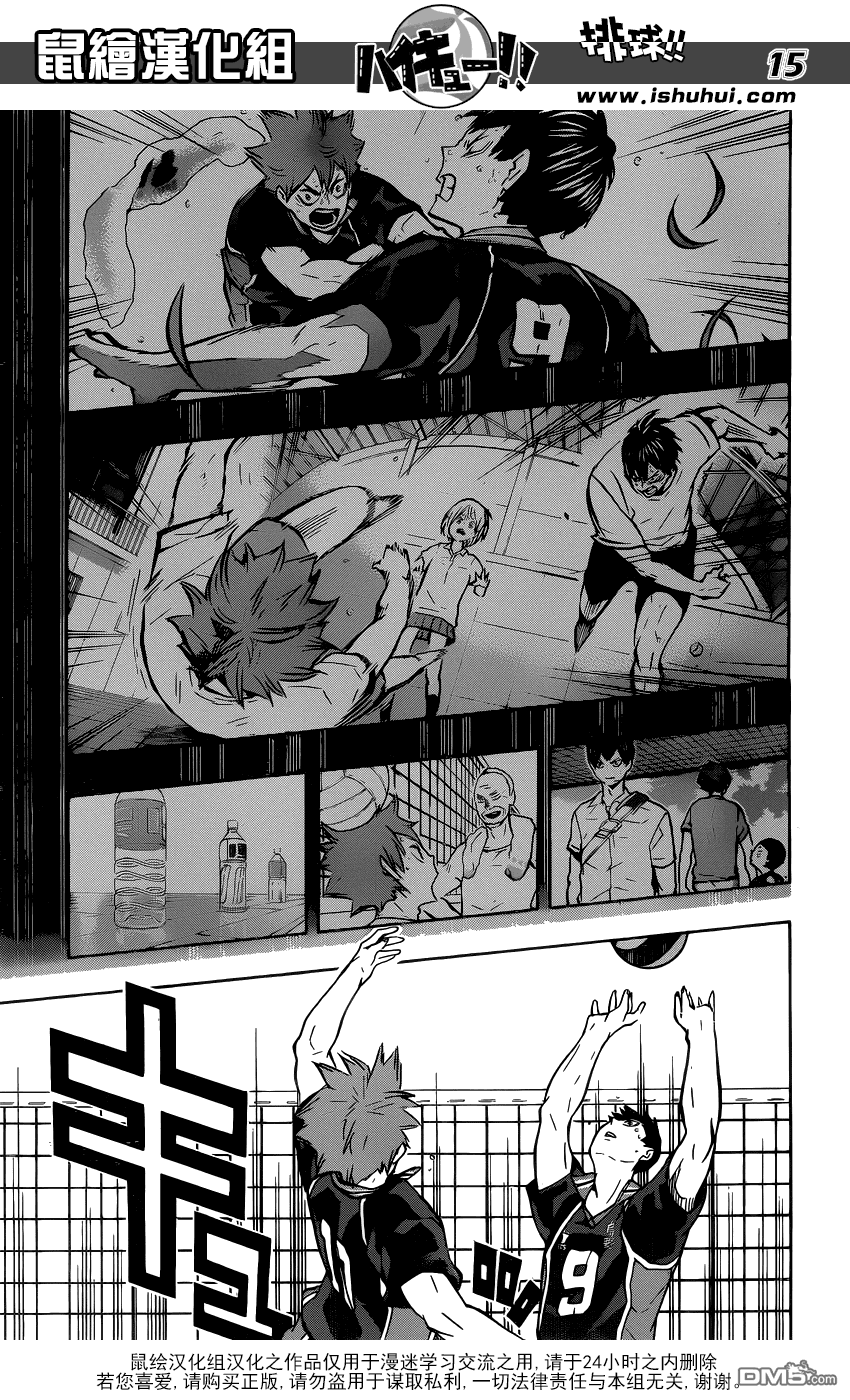 鼠繪漢化組
ハイキュー!!
排球!!
15
www.ishuhui.com
9
キュ
9
鼠绘汉化组汉化之作品仅用于漫迷学习交流之用, 请于24小时之内删除
若您喜爱, 请购买正版, 请勿盗用于谋取私利, 一切法律责任与本组无关, 谢谢.
DM5.com